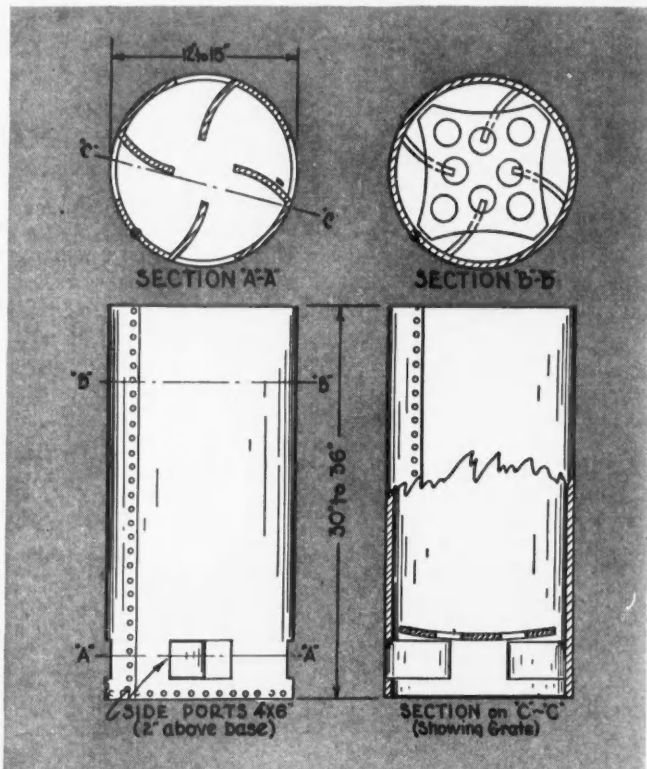 12" to 15"
"C" "C"
SECTION "A-A"
SECTION "B-B"
"B" "B"
30" to 36"
"A" "A"
SIDE PORTS 4x6"
(2" above base)
SECTION on "C"~"C"
(Showing Grate)